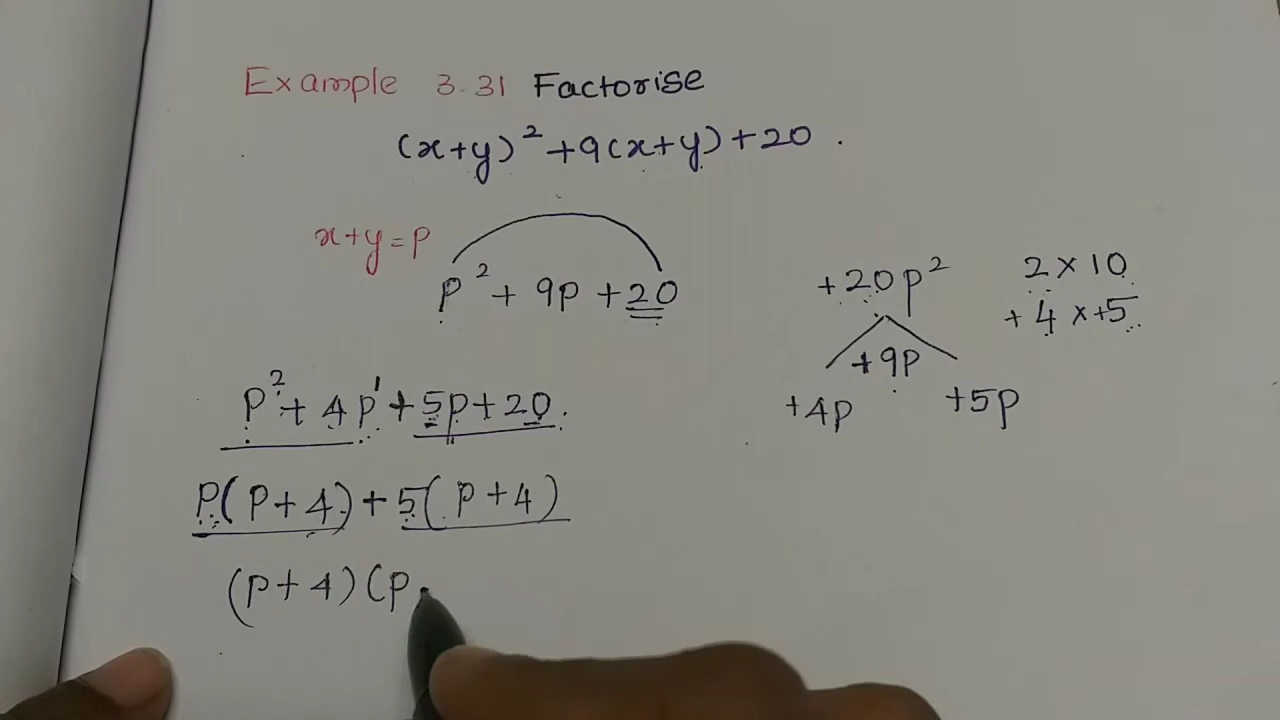 Example 3.31 Factorise
(x+y)² + 9(x+y) + 20 .
x+y=p
p² + 9p + 20
+20p²
+9p
+4p +5p
2 × 10
+4 × +5
p² + 4p¹ + 5p + 20 .
p(p+4) + 5(p+4)
(p+4)(p